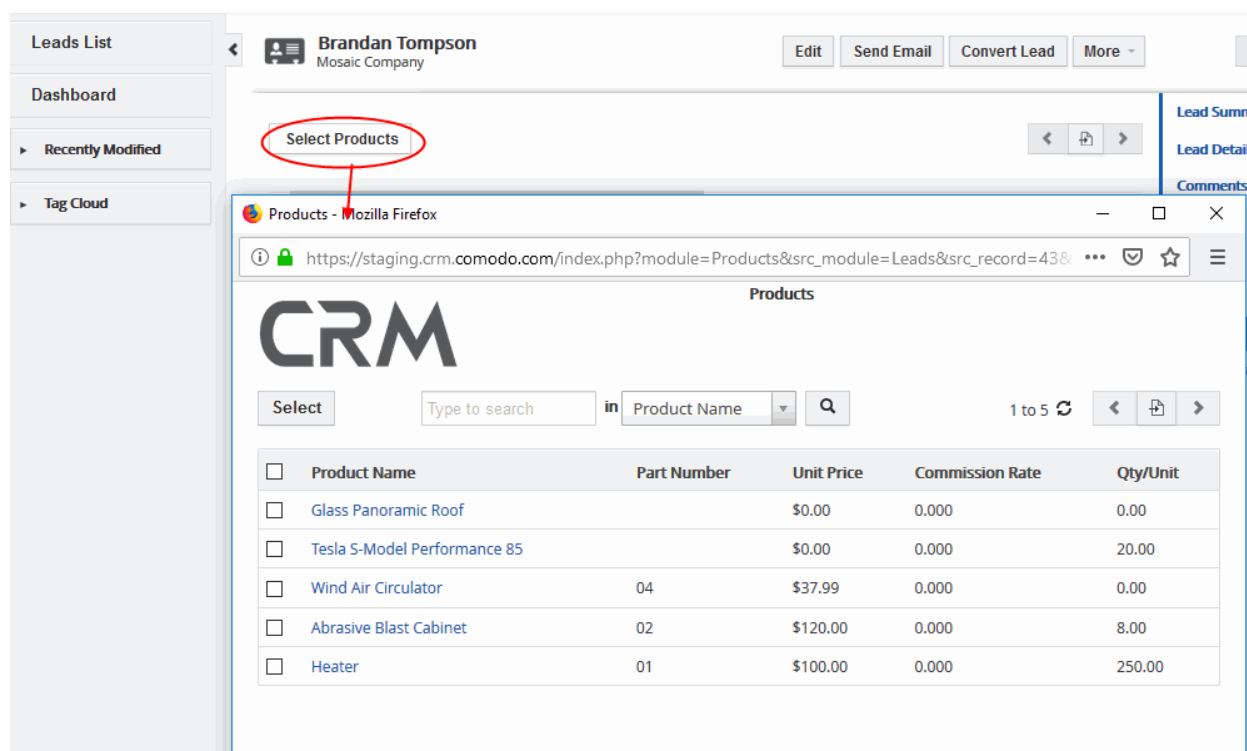 Leads List
Dashboard
Recently Modified
Tag Cloud
Brandan Tompson
Mosaic Company
Edit Send Email Convert Lead More
Select Products
Lead Summ
Lead Detail
Comments
Products - Mozilla Firefox
https://staging.crm.comodo.com/index.php?module=Products&src_module=Leads&src_record=438
Products
CRM
Select Type to search in Product Name 1 to 5
Product Name Part Number Unit Price Commission Rate Qty/Unit
Glass Panoramic Roof $0.00 0.000 0.00
Tesla S-Model Performance 85 $0.00 0.000 20.00
Wind Air Circulator 04 $37.99 0.000 0.00
Abrasive Blast Cabinet 02 $120.00 0.000 8.00
Heater 01 $100.00 0.000 250.00